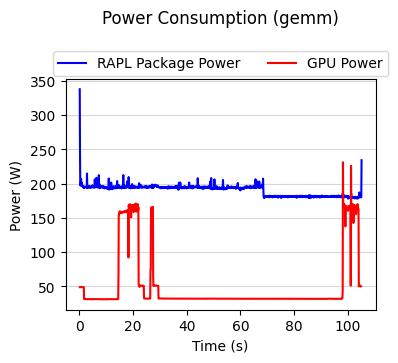 Power Consumption (gemm)
RAPL Package Power
GPU Power
350
300
250
200
150
100
50
Power (W)
0 20 40 60 80 100
Time (s)